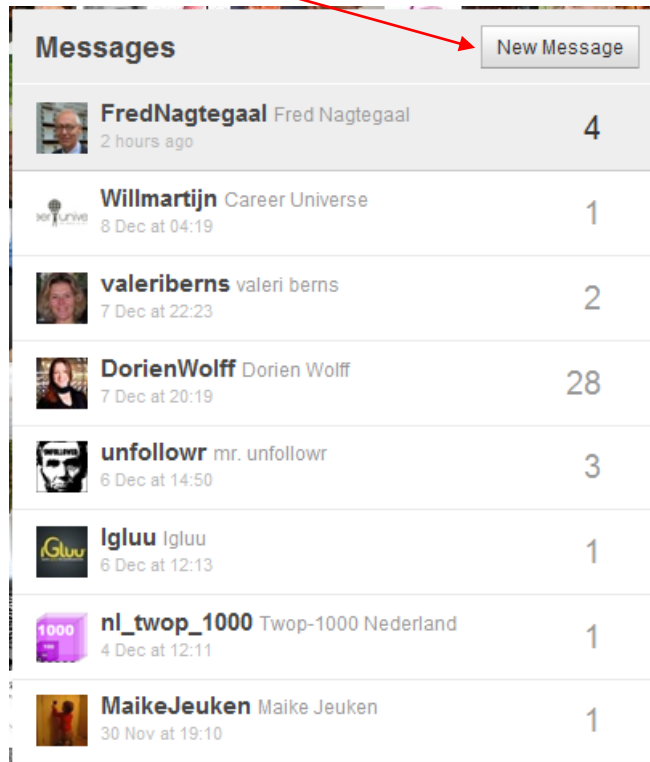 Messages New Message
FredNagtegaal Fred Nagtegaal
2 hours ago
4
Willmartijn Career Universe
8 Dec at 04:19
1
valeriberns valeri berns
7 Dec at 22:23
2
DorienWolff Dorien Wolff
7 Dec at 20:19
28
UNFOLLOWR
unfollowr mr. unfollowr
6 Dec at 14:50
3
iGluu
Igluu Igluu
6 Dec at 12:13
1
1000
nl_twop_1000 Twop-1000 Nederland
4 Dec at 12:11
1
MaikeJeuken Maike Jeuken
30 Nov at 19:10
1